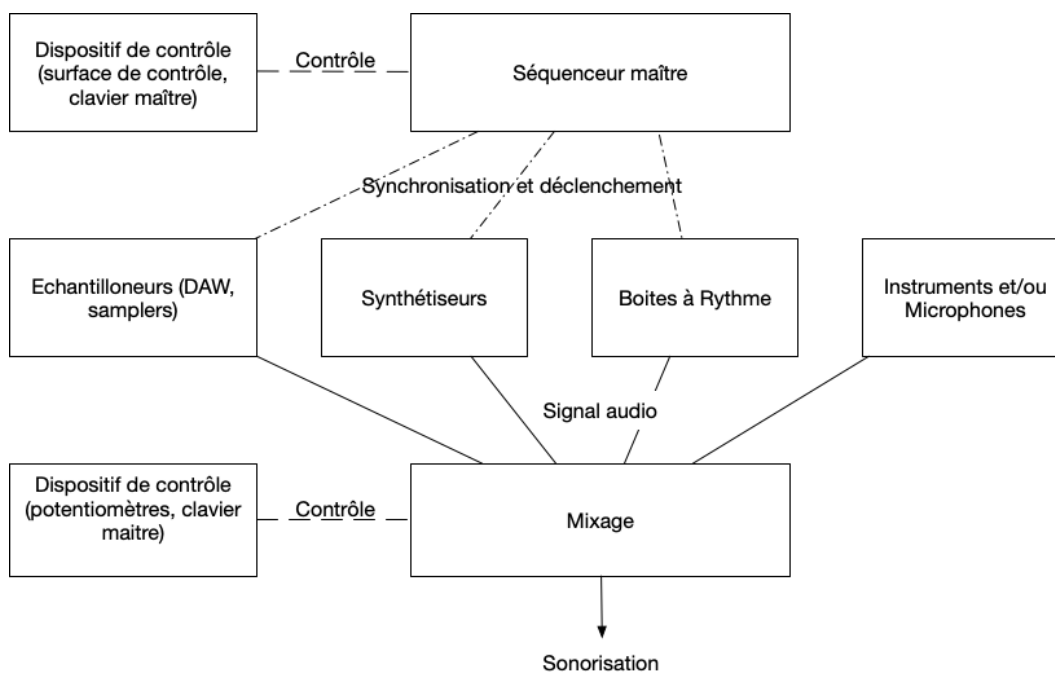 Dispositif de contrôle
(surface de contrôle,
clavier maître)
Contrôle
Séquenceur maître
Synchronisation et déclenchement
Echantilloneurs (DAW,
samplers)
Synthétiseurs
Boites à Rythme
Instruments et/ou
Microphones
Signal audio
Dispositif de contrôle
(potentiomètres, clavier
maitre)
Contrôle
Mixage
Sonorisation